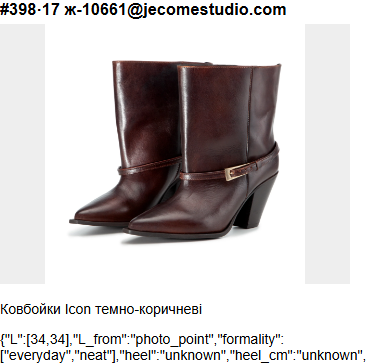 #398·17 ж-10661@jecomestudio.com
Ковбойки Icon темно-коричневі
{"L":[34,34],"L_from":"photo_point","formality":
["everyday","neat"],"heel":"unknown","heel_cm":"unknown",